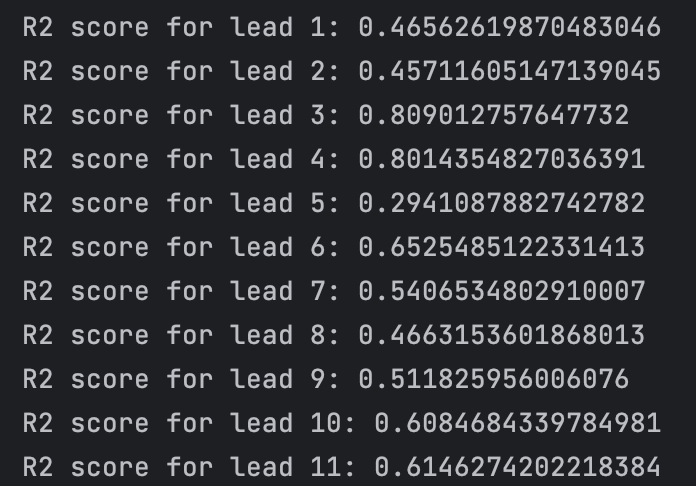 R2 score for lead 1: 0.46562619870483046
R2 score for lead 2: 0.45711605147139045
R2 score for lead 3: 0.809012757647732
R2 score for lead 4: 0.8014354827036391
R2 score for lead 5: 0.2941087882742782
R2 score for lead 6: 0.6525485122331413
R2 score for lead 7: 0.5406534802910007
R2 score for lead 8: 0.4663153601868013
R2 score for lead 9: 0.511825956006076
R2 score for lead 10: 0.6084684339784981
R2 score for lead 11: 0.6146274202218384